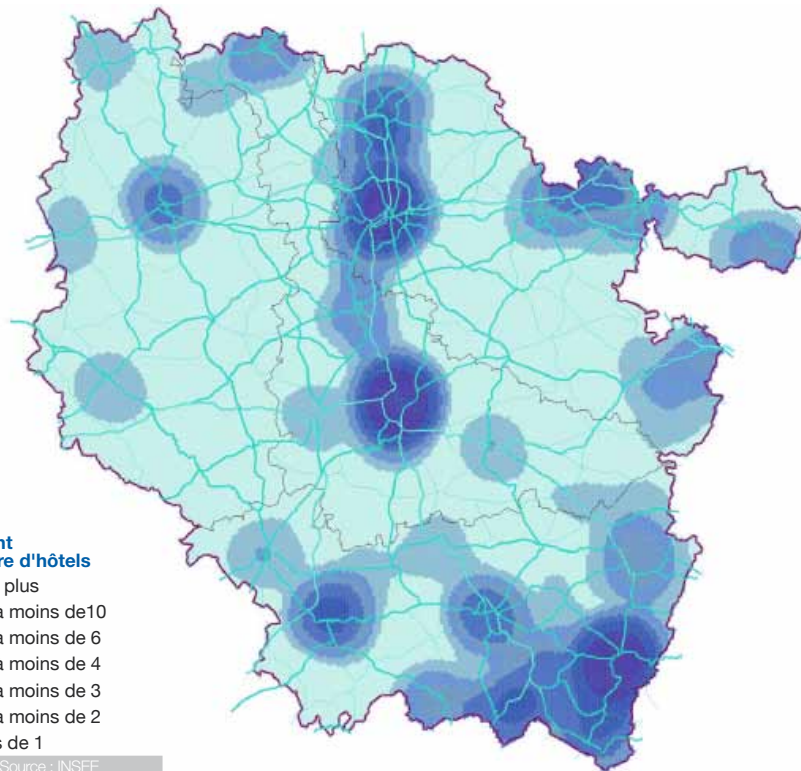 nt
re d'hôtels
plus
a moins de10
a moins de 6
a moins de 4
a moins de 3
a moins de 2
s de 1
Source : INSEE